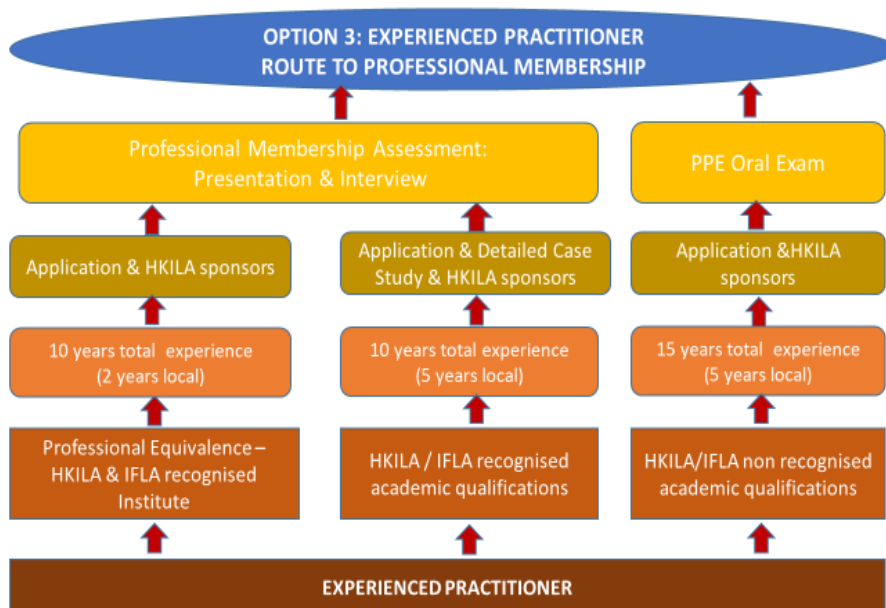 OPTION 3: EXPERIENCED PRACTITIONER
ROUTE TO PROFESSIONAL MEMBERSHIP
Professional Membership Assessment:
Presentation & Interview
PPE Oral Exam
Application & HKILA sponsors
Application & Detailed Case
Study & HKILA sponsors
Application &HKILA
sponsors
10 years total experience
(2 years local)
10 years total experience
(5 years local)
15 years total experience
(5 years local)
Professional Equivalence –
HKILA & IFLA recognised
Institute
HKILA / IFLA recognised
academic qualifications
HKILA/IFLA non recognised
academic qualifications
EXPERIENCED PRACTITIONER